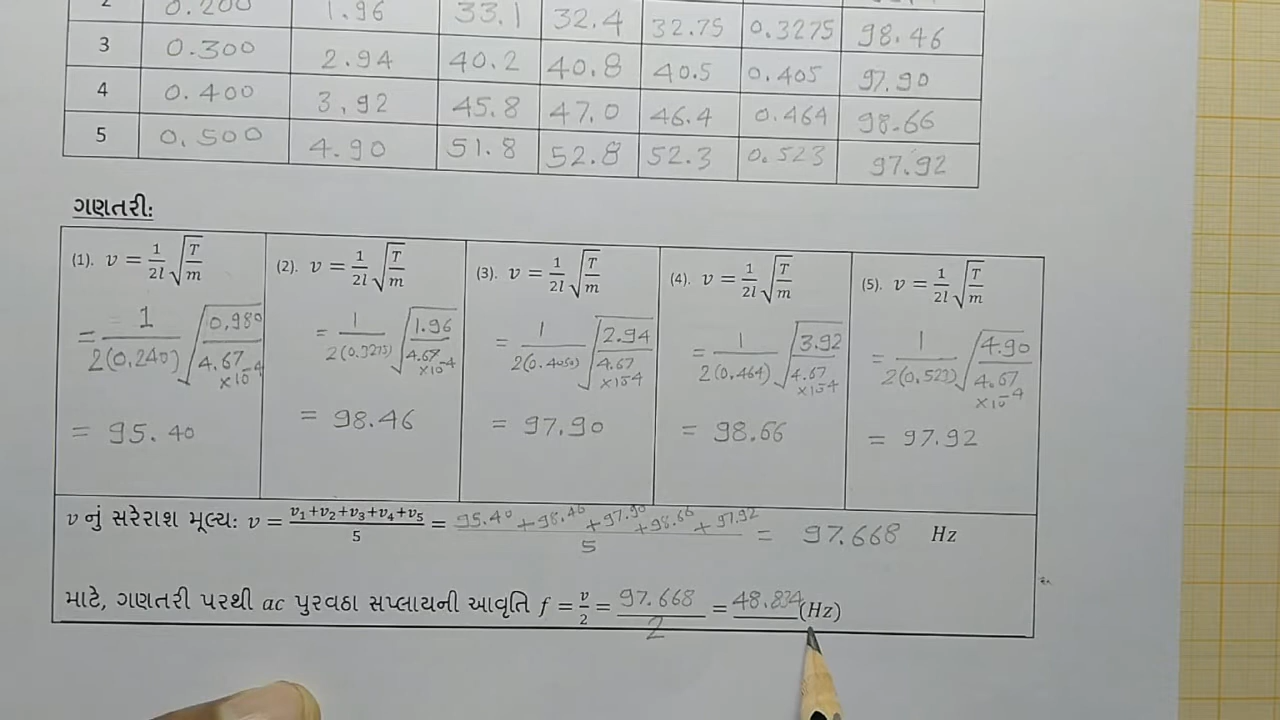 2 0.200 1.96 33.1 32.4 32.75 0.3275 98.46
3 0.300 2.94 40.2 40.8 40.5 0.405 97.90
4 0.400 3.92 45.8 47.0 46.4 0.464 98.66
5 0.500 4.90 51.8 52.8 52.3 0.523 97.92
ગણતરી:
(1). v = 1/2l √T/m (2). v = 1/2l √T/m (3). v = 1/2l √T/m (4). v = 1/2l √T/m (5). v = 1/2l √T/m
= 1/2(0.240) √0.980/4.67×10-4 = 1/2(0.3275) √1.96/4.67×10-4 = 1/2(0.4050) √2.94/4.67×10-4 = 1/2(0.464) √3.92/4.67×10-4 = 1/2(0.523) √4.90/4.67×10-4
= 95.40 = 98.46 = 97.90 = 98.66 = 97.92
v નું સરેરાશ મૂલ્ય: v = v1+v2+v3+v4+v5/5 = 95.40+98.46+97.90+98.66+97.92/5 = 97.668 Hz
માટે, ગણતરી પરથી ac પુરવઠા સપ્લાયની આવૃતિ f = v/2 = 97.668/2 = 48.834 (Hz)